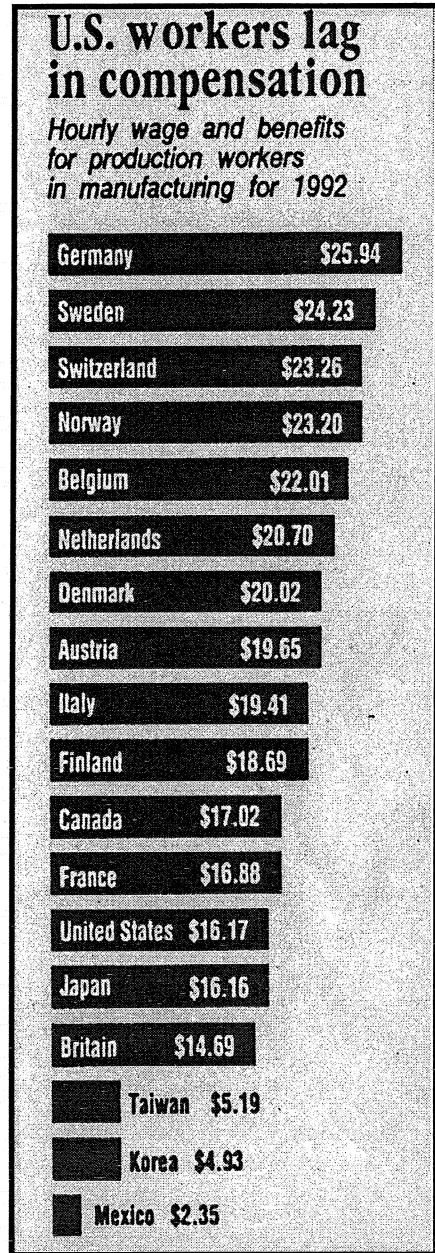 U.S. workers lag
in compensation
Hourly wage and benefits
for production workers
in manufacturing for 1992
Germany $25.94
Sweden $24.23
Switzerland $23.26
Norway $23.20
Belgium $22.01
Netherlands $20.70
Denmark $20.02
Austria $19.65
Italy $19.41
Finland $18.69
Canada $17.02
France $16.88
United States $16.17
Japan $16.16
Britain $14.69
Taiwan $5.19
Korea $4.93
Mexico $2.35